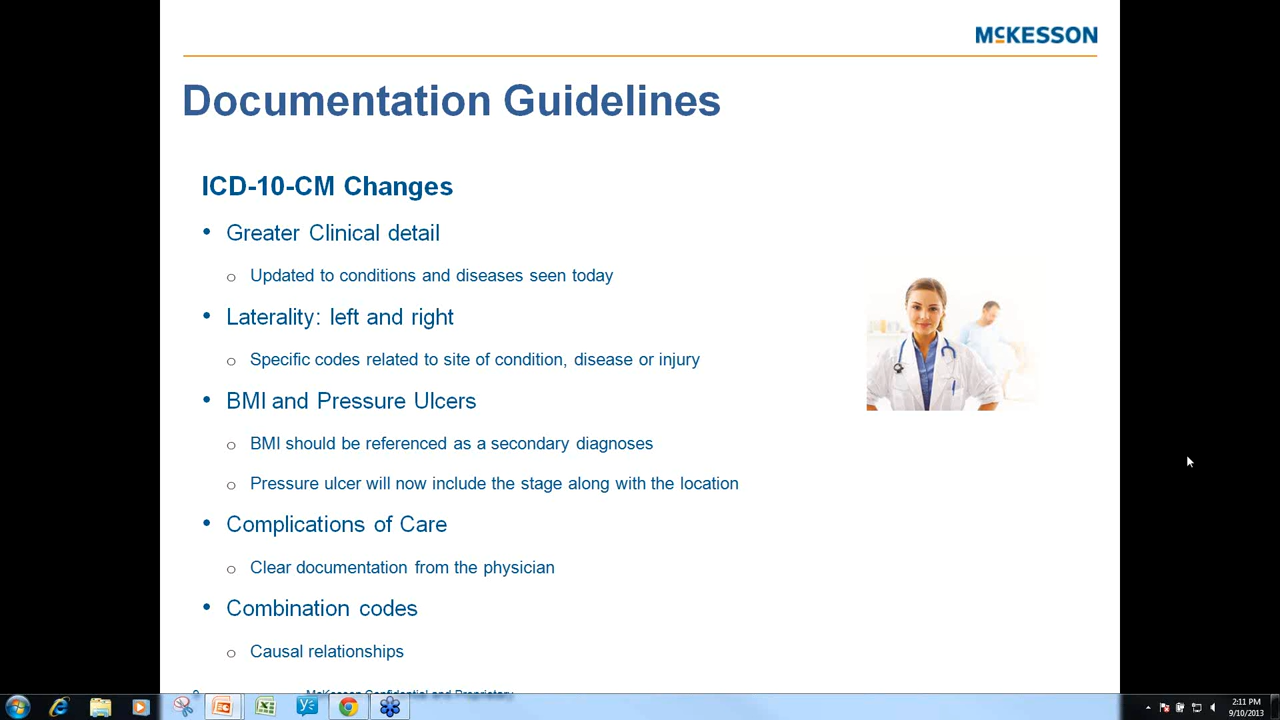 McKESSON
Documentation Guidelines
ICD-10-CM Changes
• Greater Clinical detail
o Updated to conditions and diseases seen today
• Laterality: left and right
o Specific codes related to site of condition, disease or injury
• BMI and Pressure Ulcers
o BMI should be referenced as a secondary diagnoses
o Pressure ulcer will now include the stage along with the location
• Complications of Care
o Clear documentation from the physician
• Combination codes
o Causal relationships
McKesson Confidential and Proprietary
2:11 PM
9/10/2013